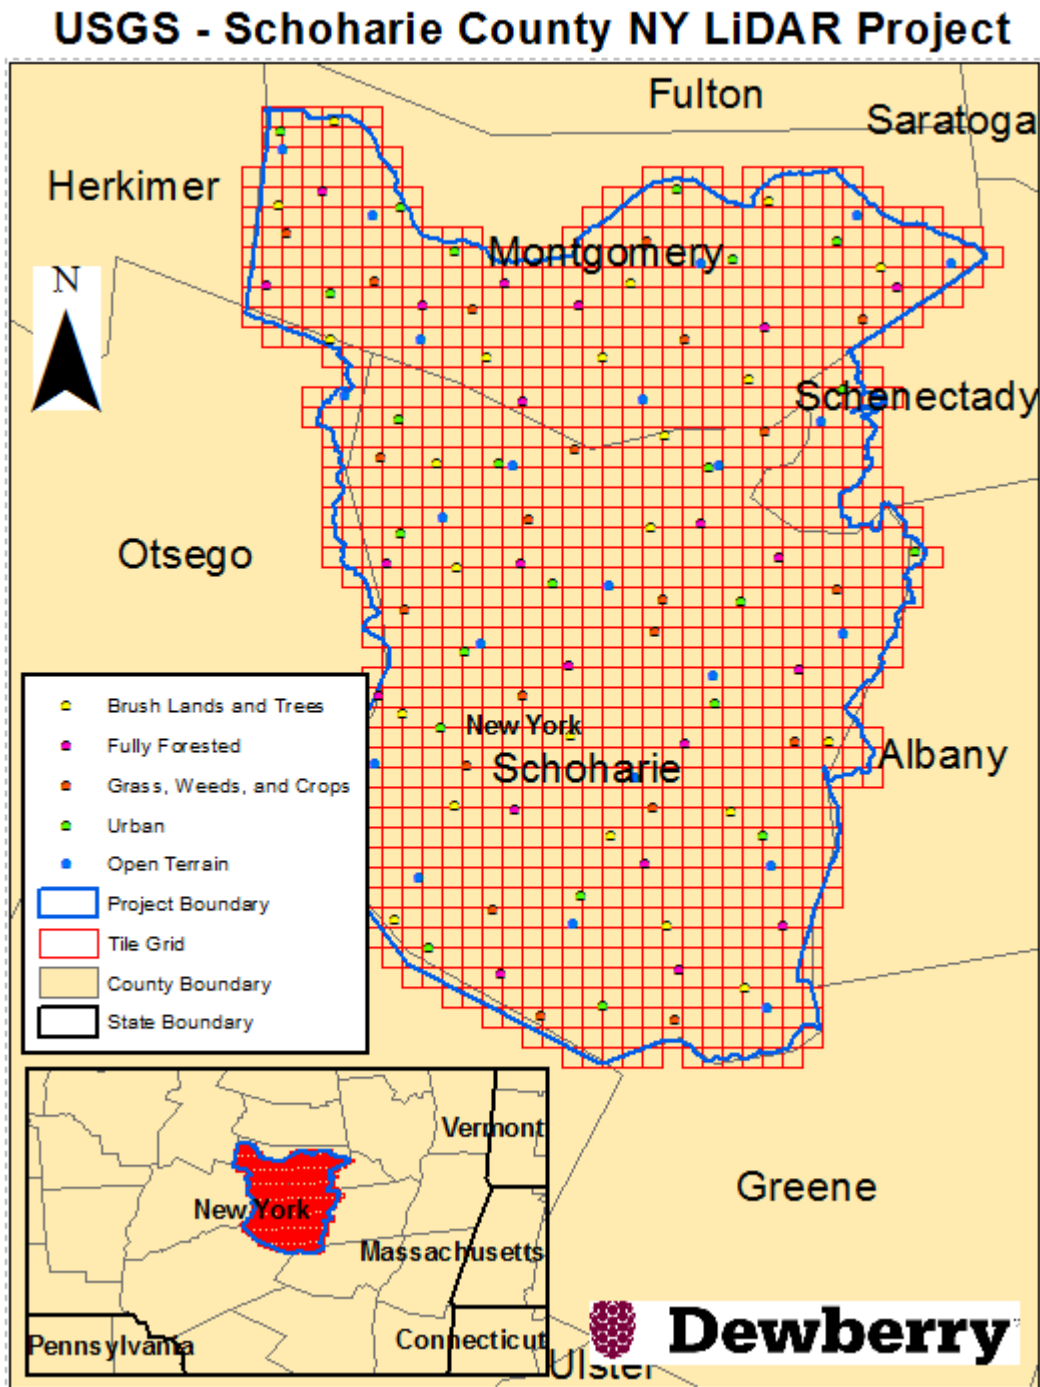 USGS - Schoharie County NY LiDAR Project
Fulton
Saratoga
Herkimer
Montgomery
N
Schenectady
Otsego
New York
Schoharie
Albany
Brush Lands and Trees
Fully Forested
Grass, Weeds, and Crops
Urban
Open Terrain
Project Boundary
Tile Grid
County Boundary
State Boundary
Vermont
New York
Massachusetts
Pennsylvania
Connecticut
Greene
Dewberry
Ulster